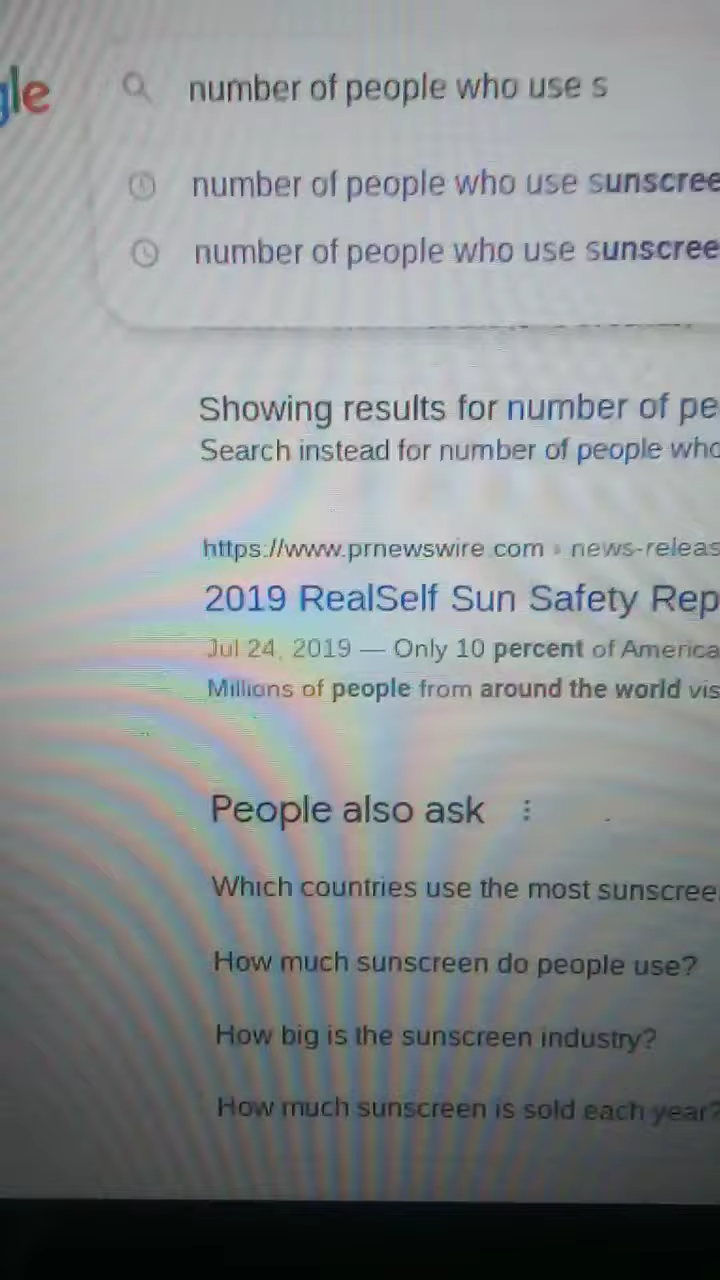 gle
number of people who use s
number of people who use sunscree
number of people who use sunscree
Showing results for number of pe
Search instead for number of people who
https://www.prnewswire.com › news-releas
2019 RealSelf Sun Safety Rep
Jul 24, 2019 — Only 10 percent of America
Millions of people from around the world vis
People also ask
Which countries use the most sunscree
How much sunscreen do people use?
How big is the sunscreen industry?
How much sunscreen is sold each year?